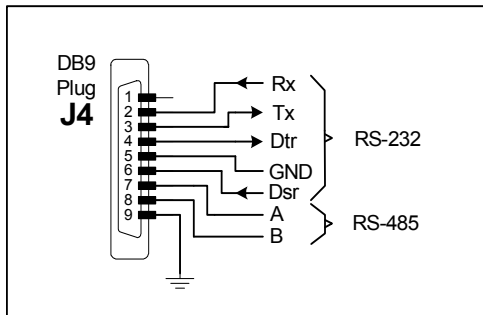 DB9
Plug
J4
1
2
3
4
5
6
7
8
9
Rx
Tx
Dtr
GND
Dsr
A
B
RS-232
RS-485